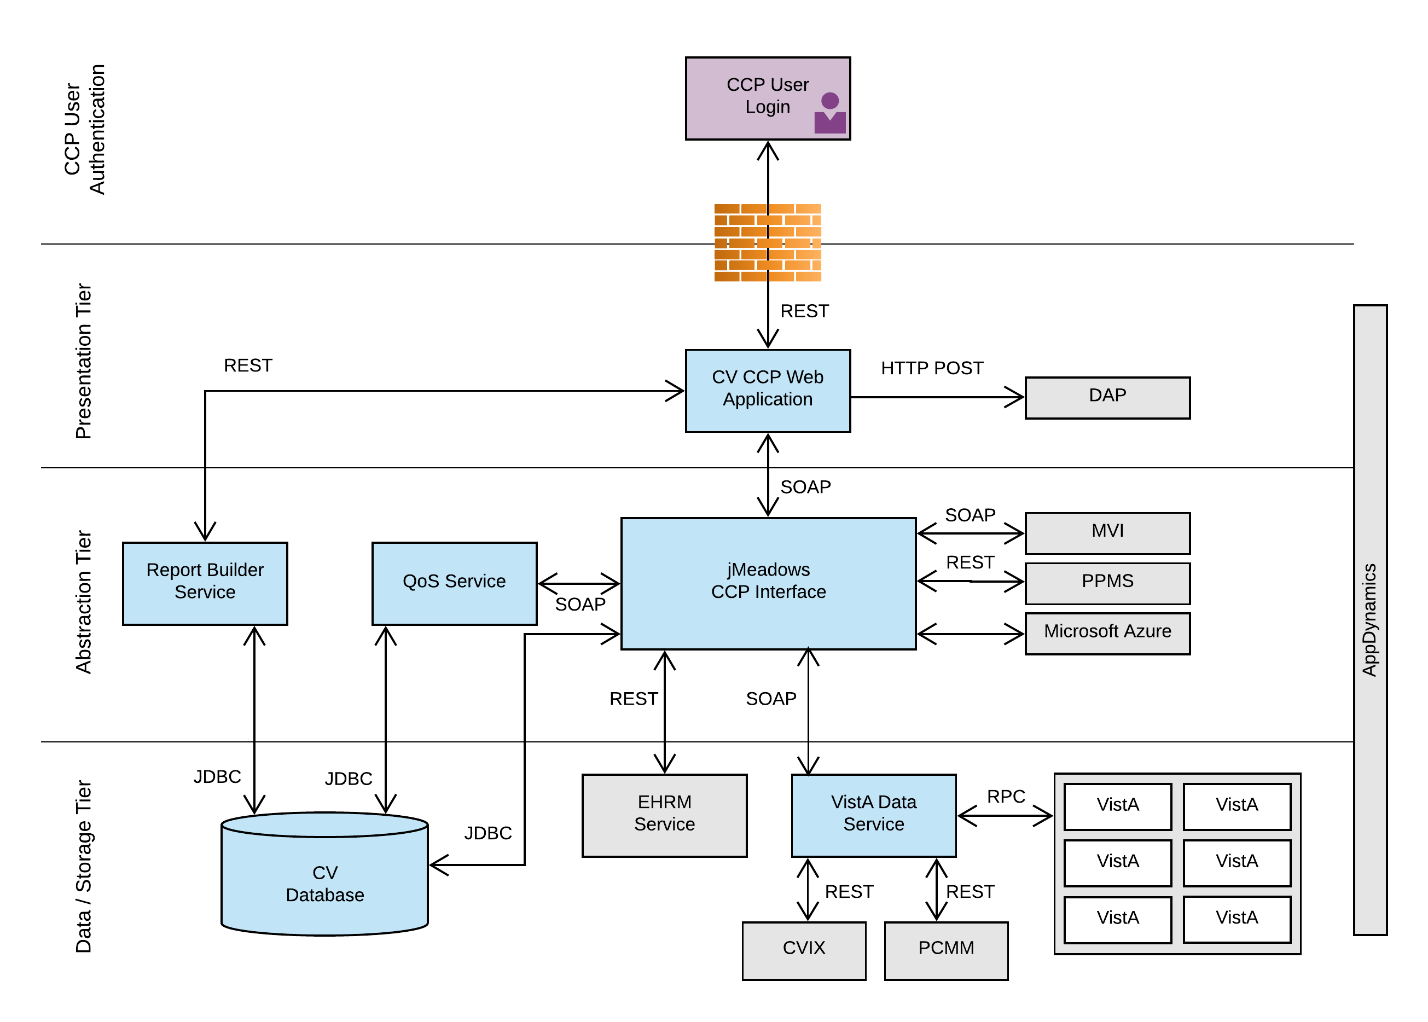 CCP User
Authentication
CCP User
Login
Presentation Tier
REST
REST
CV CCP Web
Application
HTTP POST
DAP
SOAP
Abstraction Tier
Report Builder
Service
QoS Service
SOAP
jMeadows
CCP Interface
SOAP
MVI
REST
PPMS
Microsoft Azure
AppDynamics
REST
SOAP
Data / Storage Tier
JDBC
JDBC
JDBC
CV
Database
EHRM
Service
VistA Data
Service
RPC
VistA
VistA
VistA
VistA
VistA
VistA
REST
REST
CVIX
PCMM